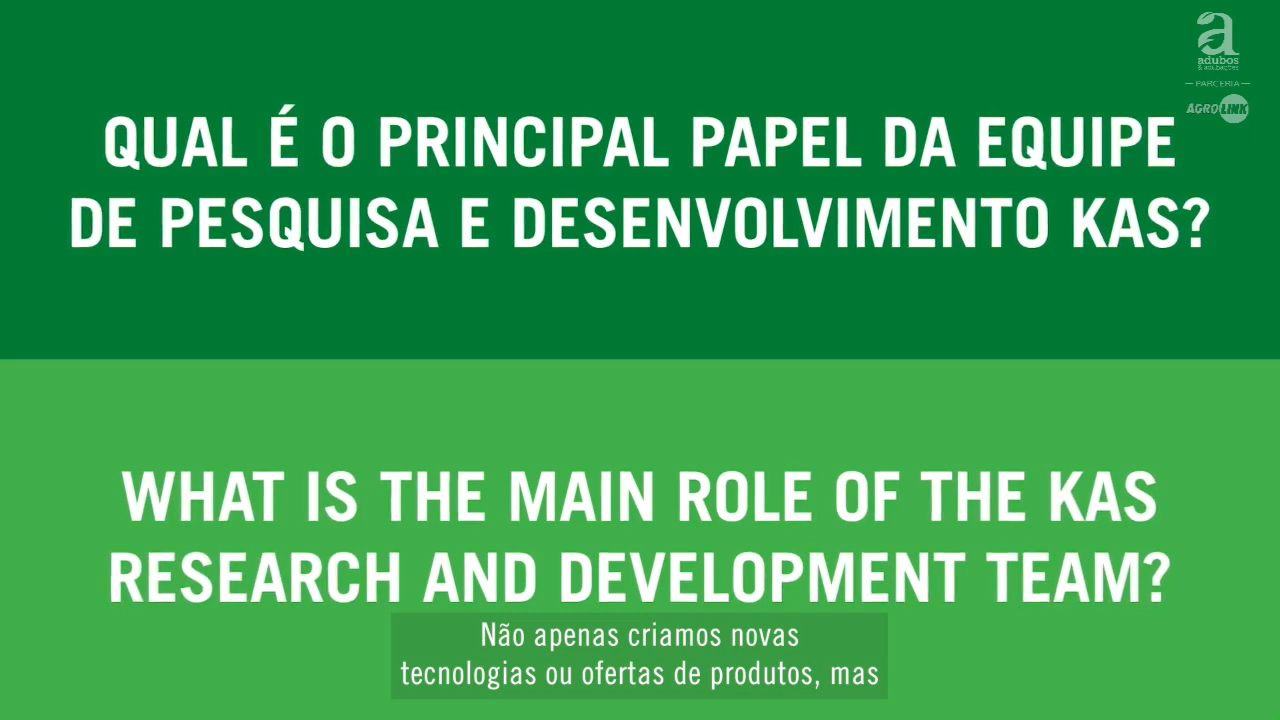 a
adubos
& adubações
PARCERIA
AGROLINK
QUAL É O PRINCIPAL PAPEL DA EQUIPE
DE PESQUISA E DESENVOLVIMENTO KAS?
WHAT IS THE MAIN ROLE OF THE KAS
RESEARCH AND DEVELOPMENT TEAM?
Não apenas criamos novas
tecnologias ou ofertas de produtos, mas